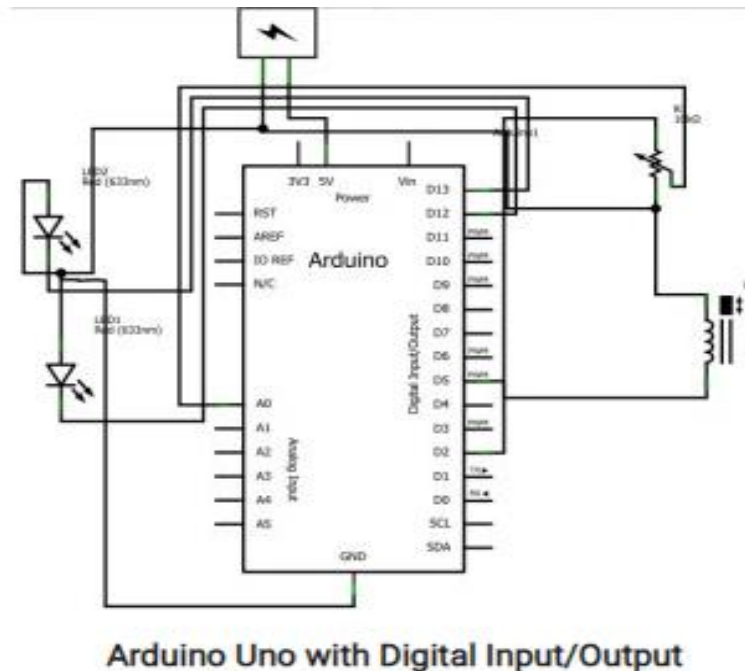 LED2
Red (633nm)
LED1
Red (633nm)
3V3 5V Vin
Power
Arduino
RST
AREF
IO REF
N/C
A0
A1
A2
A3
A4
A5
Analog Input
Digital Input/Output
D13
D12
D11
PWM
D10
PWM
D9
PWM
D8
D7
D6
PWM
D5
PWM
D4
D3
PWM
D2
D1
D0
SCL
SDA
GND
Arduino Uno with Digital Input/Output